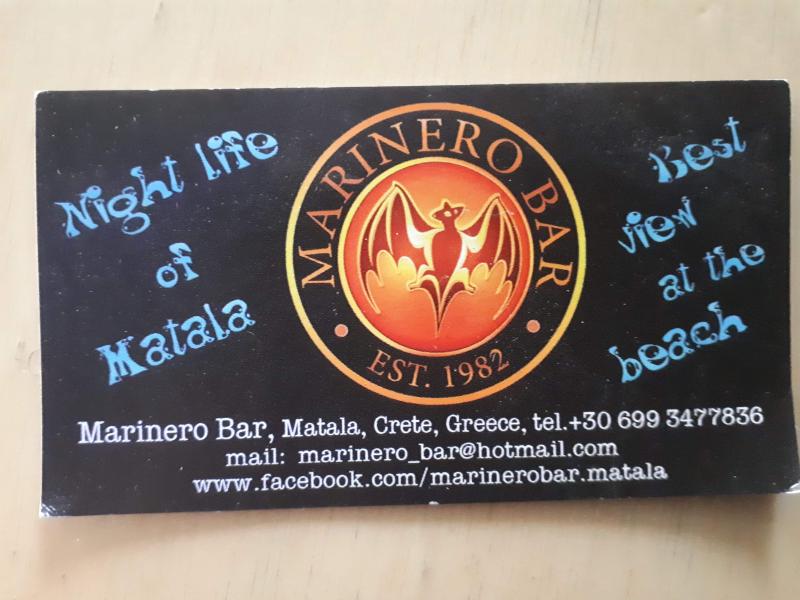 Night life
of
Matala
MARINERO BAR
EST. 1982
Best
view
at the
beach
Marinero Bar, Matala, Crete, Greece, tel.+30 699 3477836
mail: marinero_bar@hotmail.com
www.facebook.com/marinerobar.matala